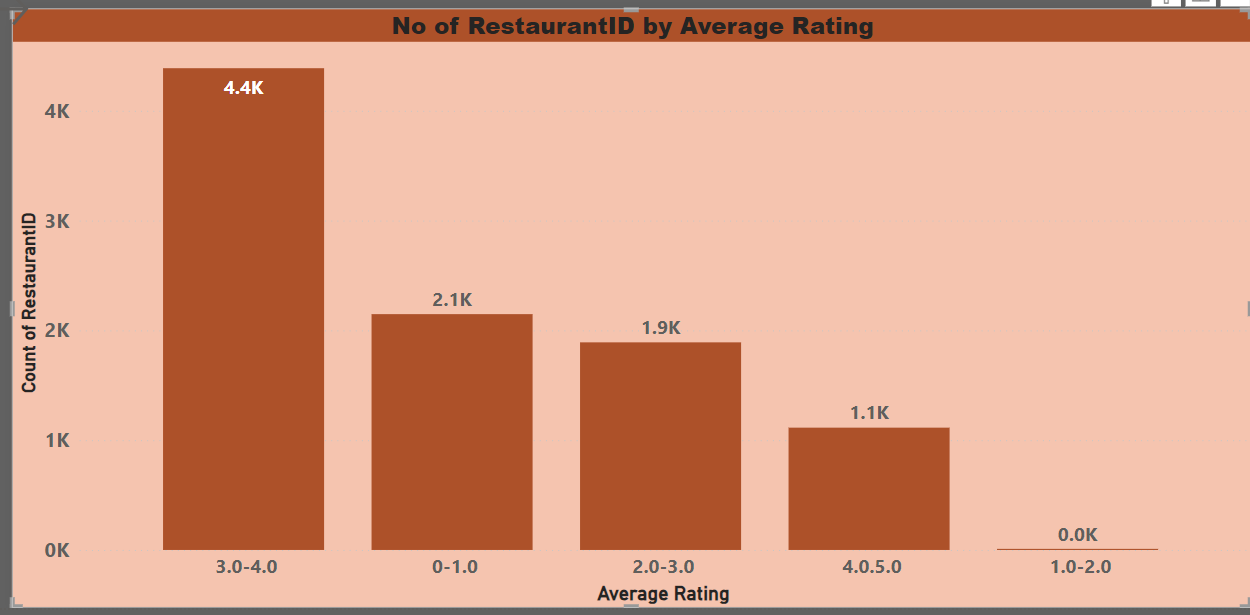 No of RestaurantID by Average Rating
4K
3K
2K
1K
0K
Count of RestaurantID
4.4K
2.1K
1.9K
1.1K
0.0K
3.0-4.0
0-1.0
2.0-3.0
4.0.5.0
1.0-2.0
Average Rating